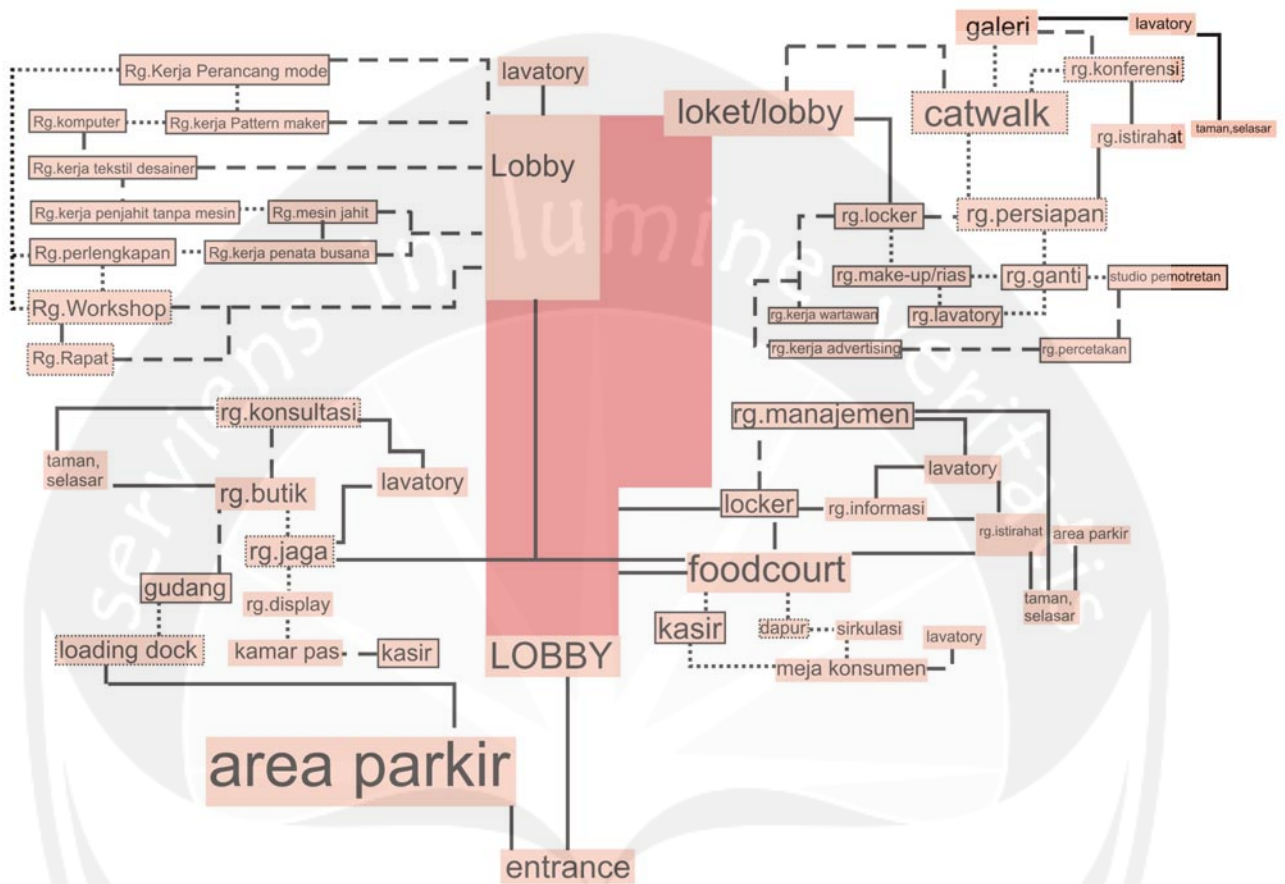 galeri
lavatory
Rg.Kerja Perancang mode
lavatory
rg.konferensi
Rg.komputer
Rg.kerja Pattern maker
loket/lobby
catwalk
taman,selasar
rg.istirahat
Rg.kerja tekstil desainer
Lobby
Rg.kerja penjahit tanpa mesin
Rg.mesin jahit
rg.locker
rg.persiapan
Rg.perlengkapan
Rg.kerja penata busana
rg.make-up/rias
rg.ganti
studio pemotretan
Rg.Workshop
rg.kerja wartawan
rg.lavatory
Rg.Rapat
rg.kerja advertising
rg.percetakan
serviens in lumine veritatis
rg.konsultasi
rg.manajemen
taman,
selasar
lavatory
lavatory
rg.butik
locker
rg.informasi
rg.istirahat
area parkir
rg.jaga
foodcourt
gudang
rg.display
taman,
selasar
kasir
dapur
sirkulasi
lavatory
loading dock
kamar pas
kasir
LOBBY
meja konsumen
area parkir
entrance